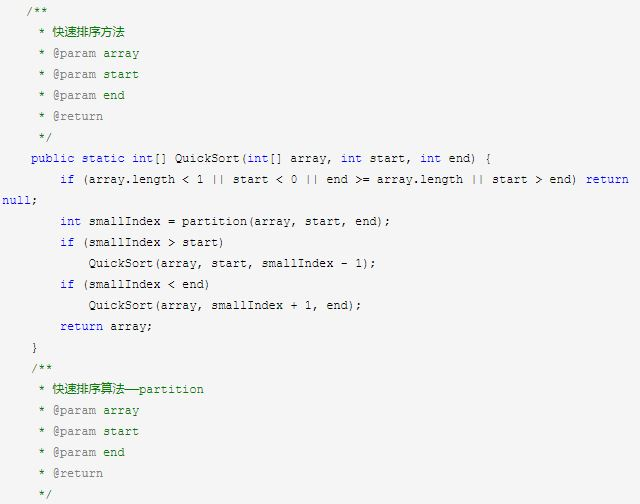 /**
 * 快速排序方法
 * @param array
 * @param start
 * @param end
 * @return
 */
public static int[] QuickSort(int[] array, int start, int end) {
    if (array.length < 1 || start < 0 || end >= array.length || start > end) return
null;
    int smallIndex = partition(array, start, end);
    if (smallIndex > start)
        QuickSort(array, start, smallIndex - 1);
    if (smallIndex < end)
        QuickSort(array, smallIndex + 1, end);
    return array;
}
/**
 * 快速排序算法——partition
 * @param array
 * @param start
 * @param end
 * @return
 */